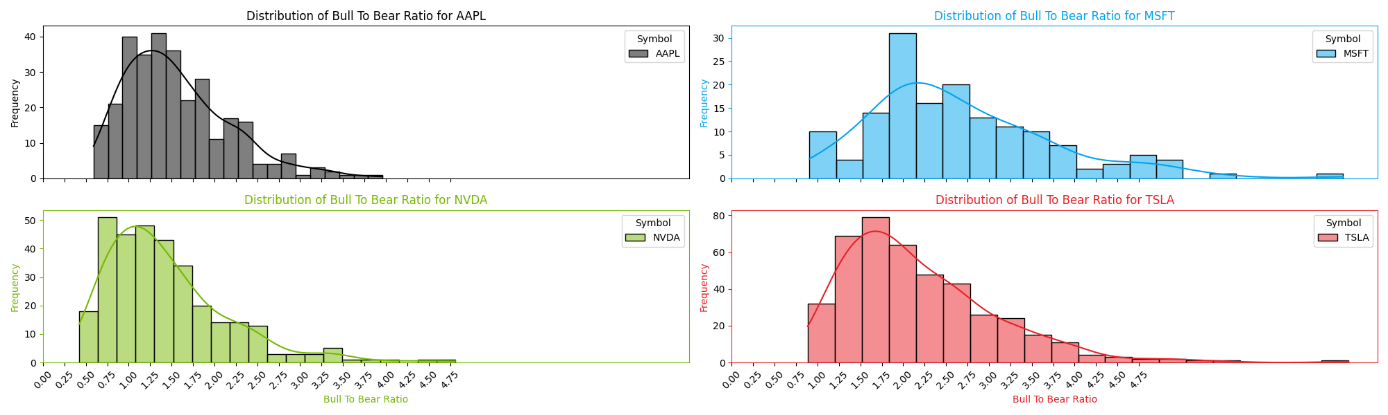 Distribution of Bull To Bear Ratio for AAPL
Frequency
40
30
20
10
0
Symbol
AAPL
Distribution of Bull To Bear Ratio for MSFT
Frequency
30
25
20
15
10
5
0
Symbol
MSFT
Distribution of Bull To Bear Ratio for NVDA
Frequency
50
40
30
20
10
0
Symbol
NVDA
0.00 0.25 0.50 0.75 1.00 1.25 1.50 1.75 2.00 2.25 2.50 2.75 3.00 3.25 3.50 3.75 4.00 4.25 4.50 4.75
Bull To Bear Ratio
Distribution of Bull To Bear Ratio for TSLA
Frequency
80
60
40
20
0
Symbol
TSLA
0.00 0.25 0.50 0.75 1.00 1.25 1.50 1.75 2.00 2.25 2.50 2.75 3.00 3.25 3.50 3.75 4.00 4.25 4.50 4.75
Bull To Bear Ratio